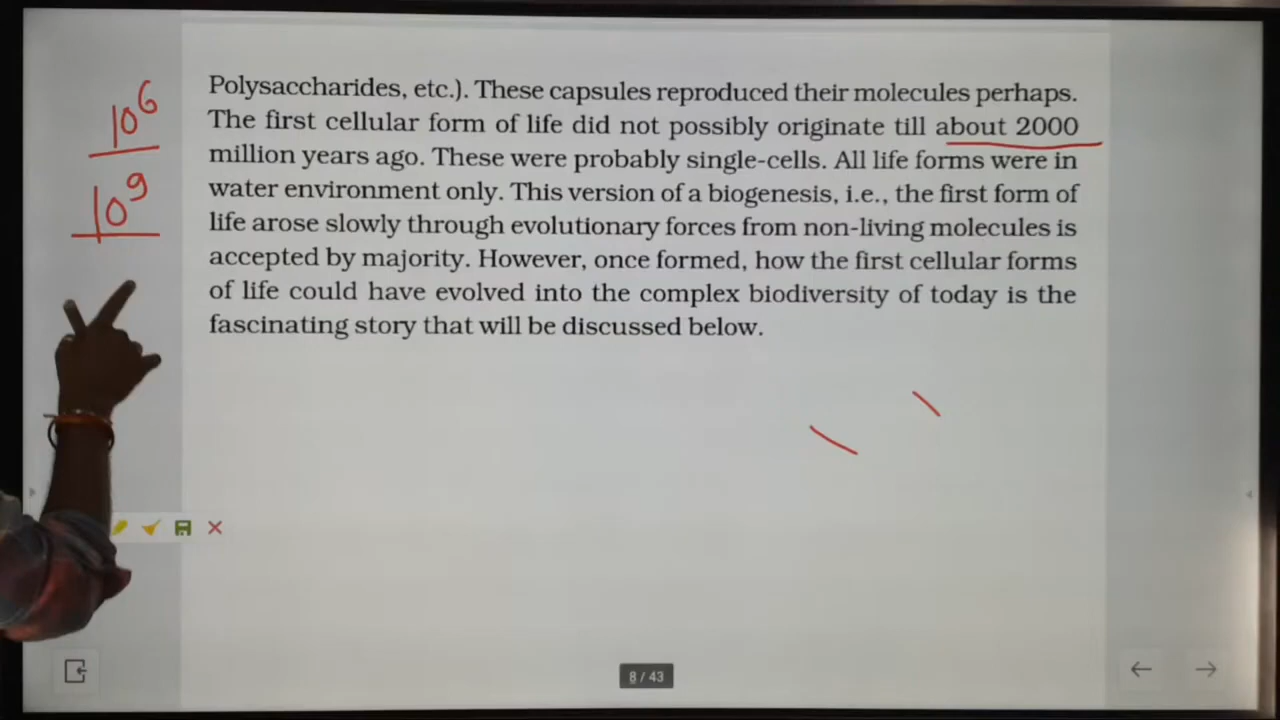 10⁶
10⁹
Polysaccharides, etc.). These capsules reproduced their molecules perhaps.
The first cellular form of life did not possibly originate till about 2000
million years ago. These were probably single-cells. All life forms were in
water environment only. This version of a biogenesis, i.e., the first form of
life arose slowly through evolutionary forces from non-living molecules is
accepted by majority. However, once formed, how the first cellular forms
of life could have evolved into the complex biodiversity of today is the
fascinating story that will be discussed below.
8 / 43